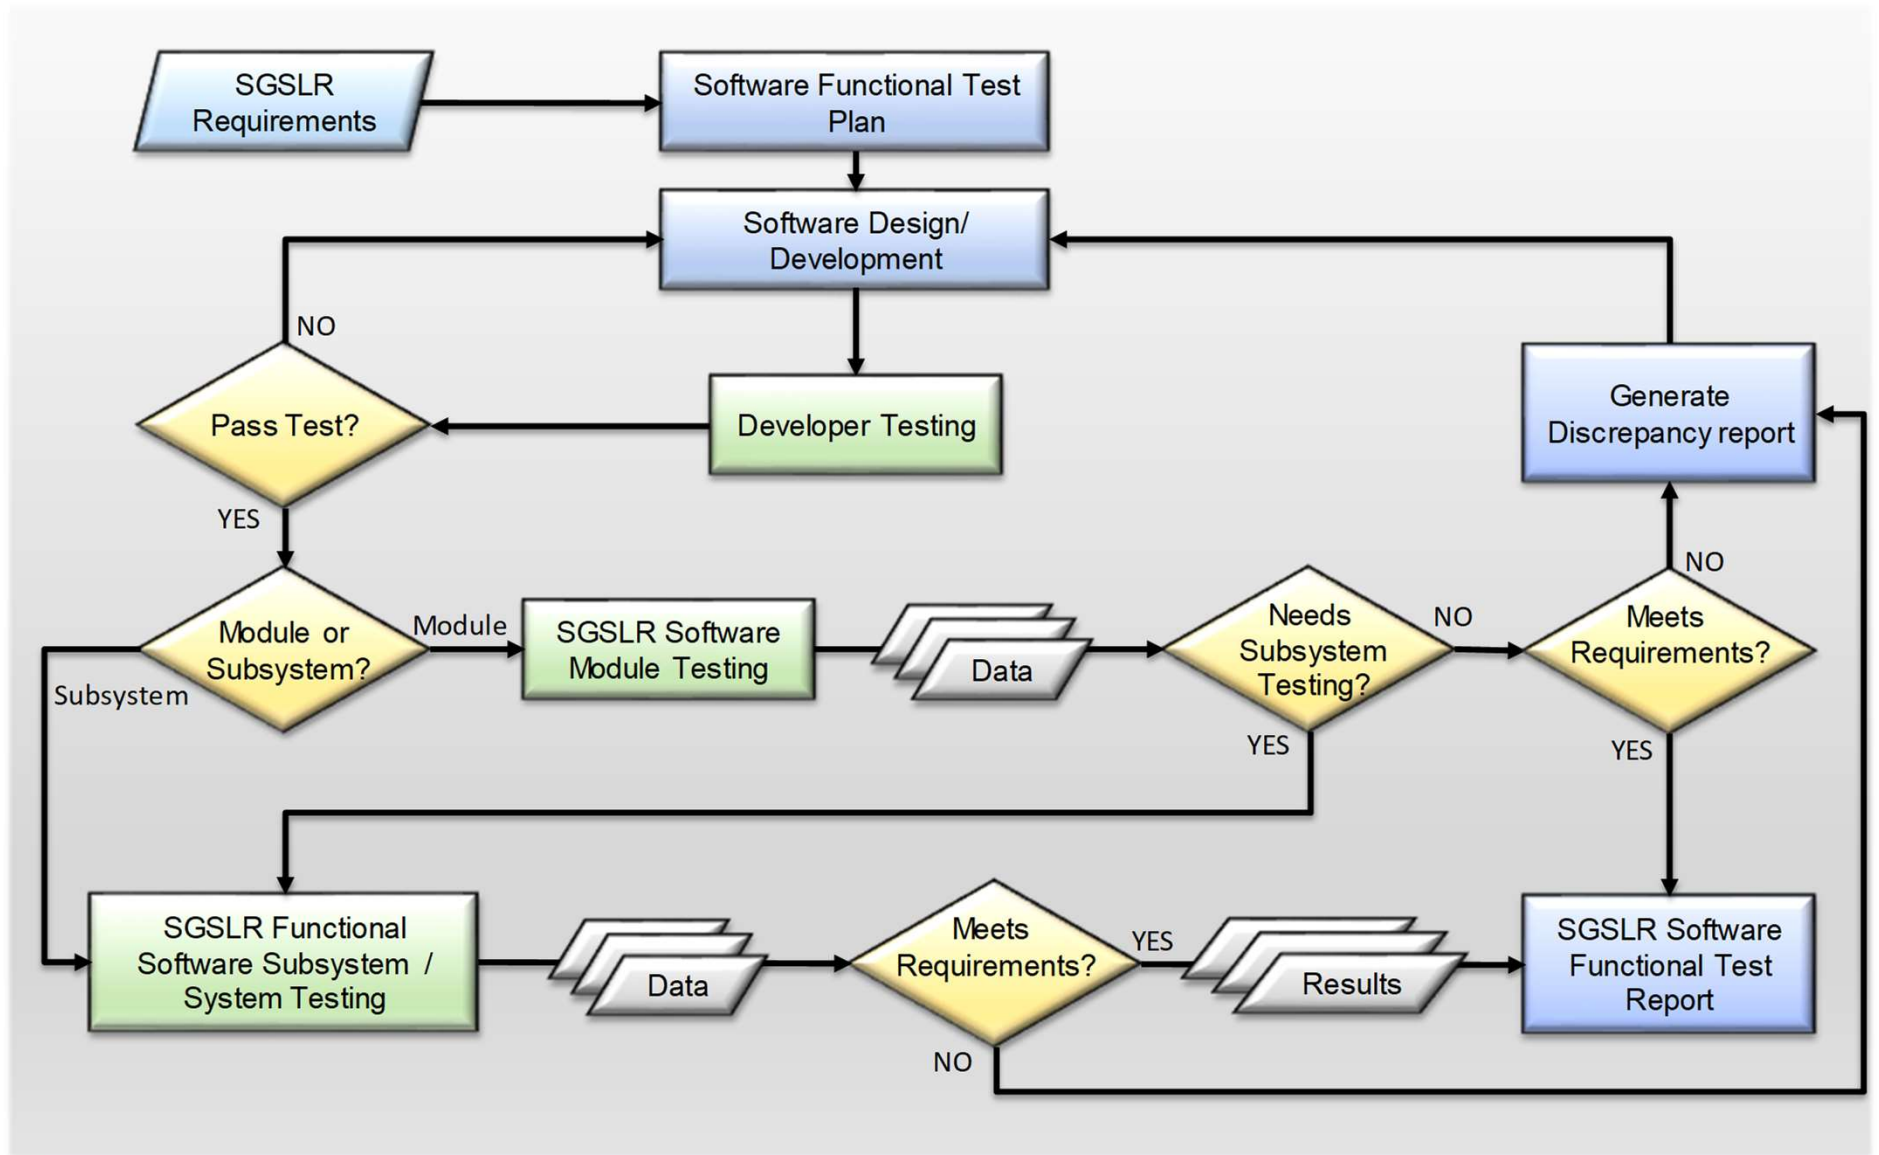 SGSLR
Requirements
Software Functional Test
Plan
Software Design/
Development
NO
Pass Test?
Developer Testing
Generate
Discrepancy report
YES
NO
Module or
Subsystem?
Module
SGSLR Software
Module Testing
Data
Needs
Subsystem
Testing?
NO
Meets
Requirements?
Subsystem
YES
YES
SGSLR Functional
Software Subsystem /
System Testing
Data
Meets
Requirements?
YES
Results
SGSLR Software
Functional Test
Report
NO